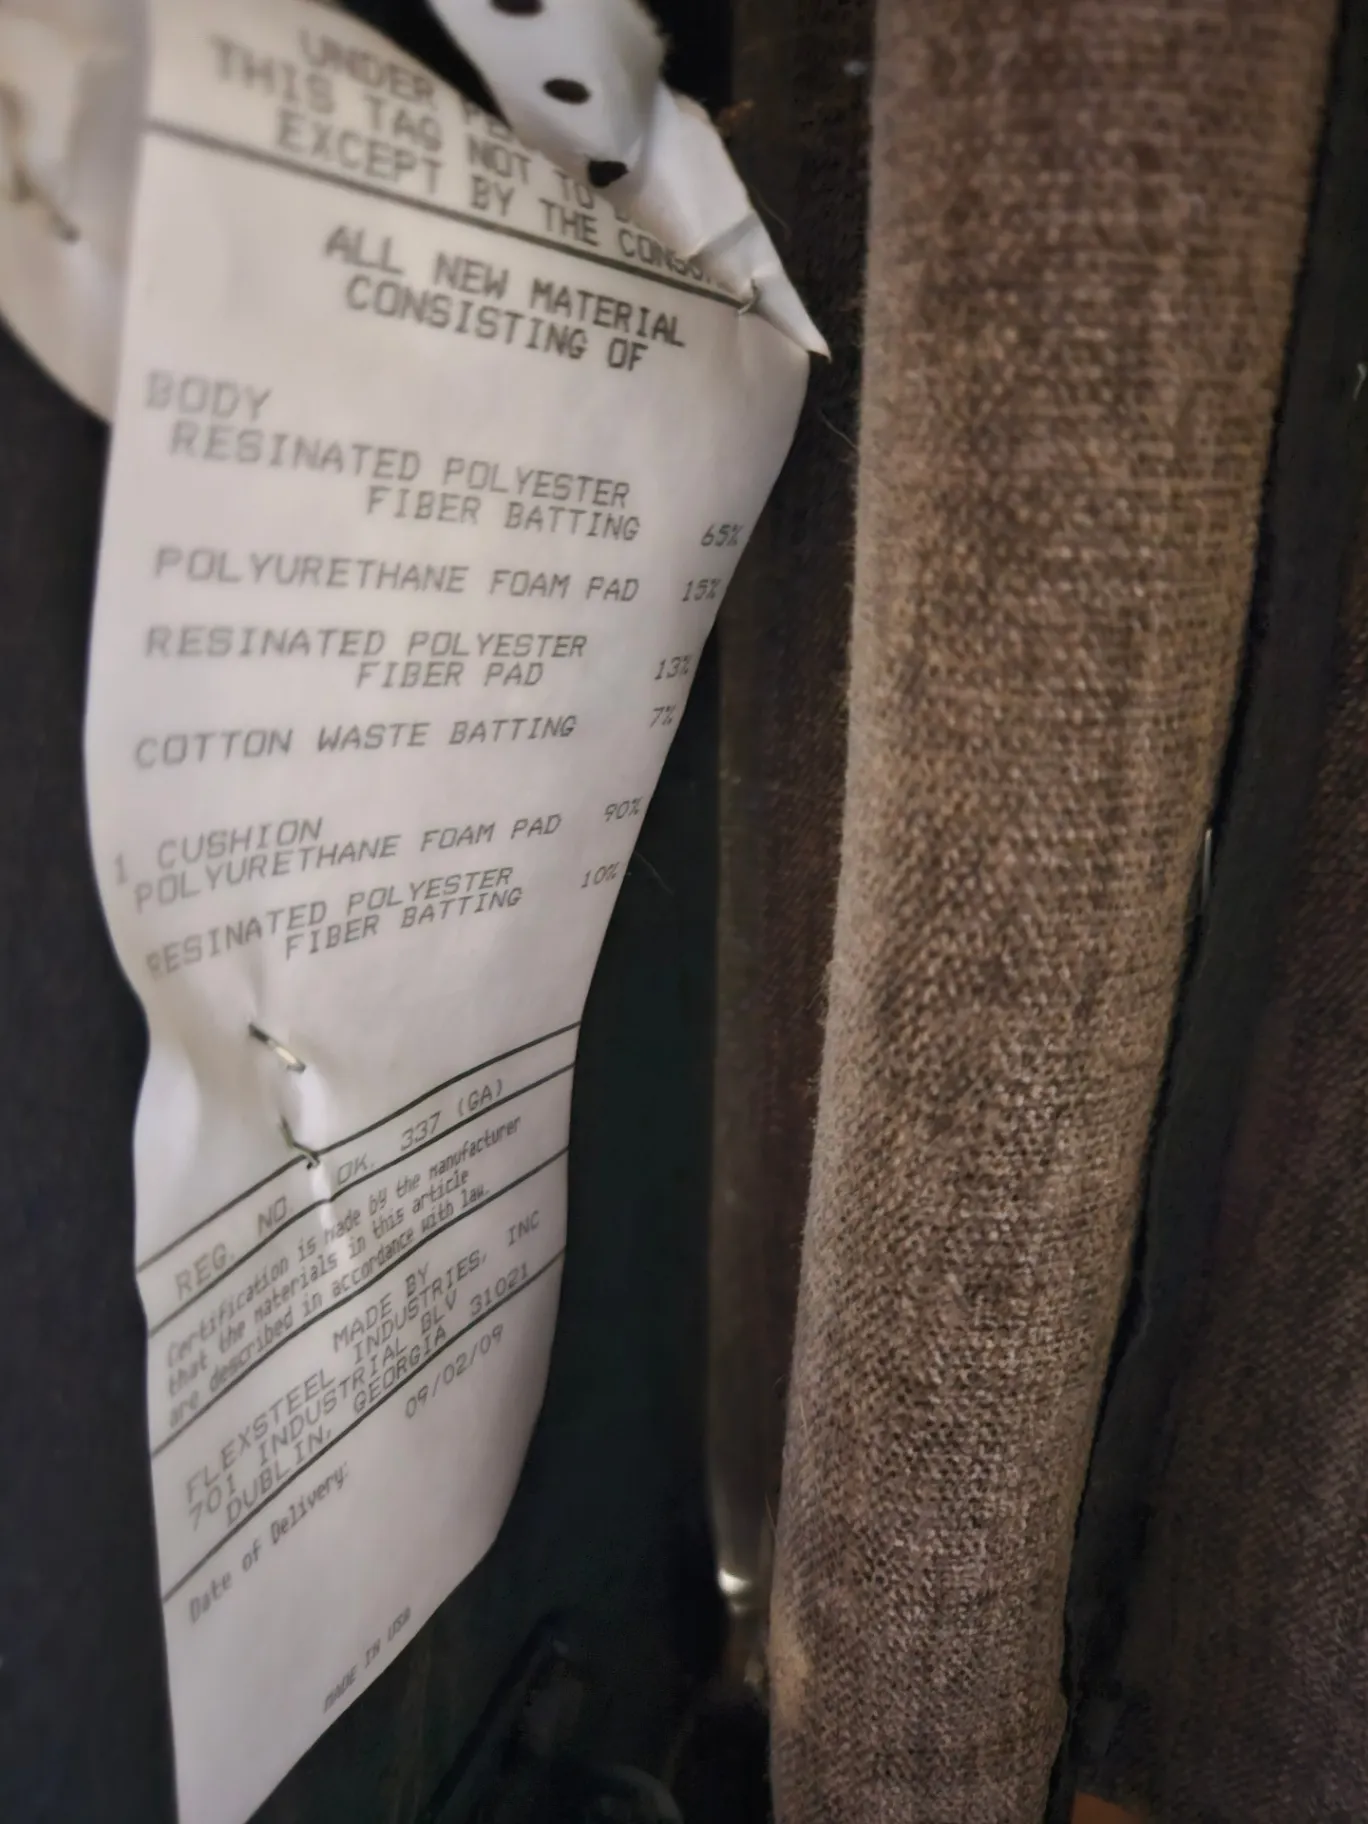 UNDER
THIS TAG NOT TO
EXCEPT BY THE
ALL NEW MATERIAL
CONSISTING OF
BODY
RESINATED POLYESTER
FIBER BATTING 65%
POLYURETHANE FOAM PAD 15%
RESINATED POLYESTER
FIBER PAD 13%
COTTON WASTE BATTING 7%
1 CUSHION
POLYURETHANE FOAM PAD 90%
RESINATED POLYESTER
FIBER BATTING 10%
REG. NO. OK. 337 (GA)
Certification is made by the manufacturer
that the materials in this article
are described in accordance with law.
MADE BY
FLEXSTEEL INDUSTRIES, INC
701 INDUSTRIAL BLV
DUBLIN, GEORGIA 31021
09/02/09
Date of Delivery:
MADE IN USA